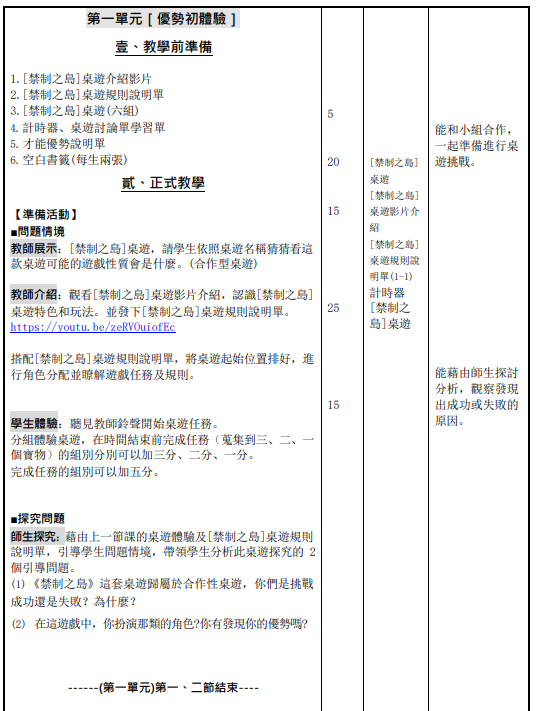 第一單元 [ 優勢初體驗 ]
壹、教學前準備
1.[禁制之島]桌遊介紹影片
2.[禁制之島]桌遊規則說明單
3.[禁制之島]桌遊(六組)
4.計時器、桌遊討論單學習單
5.才能優勢說明單
6.空白書籤(每生兩張)
貳、正式教學
【準備活動】
■問題情境
教師展示：[禁制之島]桌遊，請學生依照桌遊名稱猜猜看這
款桌遊可能的遊戲性質會是什麼。(合作型桌遊)
教師介紹：觀看[禁制之島]桌遊影片介紹，認識[禁制之島]
桌遊特色和玩法。並發下[禁制之島]桌遊規則說明單。
https://youtu.be/zeRVOuiofEc
搭配[禁制之島]桌遊規則說明單，將桌遊起始位置排好，進
行角色分配並瞭解遊戲任務及規則。
學生體驗：聽見教師鈴聲開始桌遊任務。
分組體驗桌遊，在時間結束前完成任務（蒐集到三、二、一
個寶物）的組別分別可以加三分、二分、一分。
完成任務的組別可以加五分。
■探究問題
師生探究：藉由上一節課的桌遊體驗及[禁制之島]桌遊規則
說明單，引導學生問題情境，帶領學生分析此桌遊探究的 2
個引導問題。
(1)《禁制之島》這套桌遊歸屬於合作性桌遊，你們是挑戰
成功還是失敗？為什麼？
(2) 在這遊戲中，你扮演那類的角色?你有發現你的優勢嗎?
------(第一單元)第一、二節結束----
5
20
15
25
15
[禁制之島]
桌遊
[禁制之島]
桌遊影片介
紹
[禁制之島]
桌遊規則說
明單(1-1)
計時器
[禁制之
島]桌遊
能和小組合作，
一起準備進行桌
遊挑戰。
能藉由師生探討
分析，觀察發現
出成功或失敗的
原因。